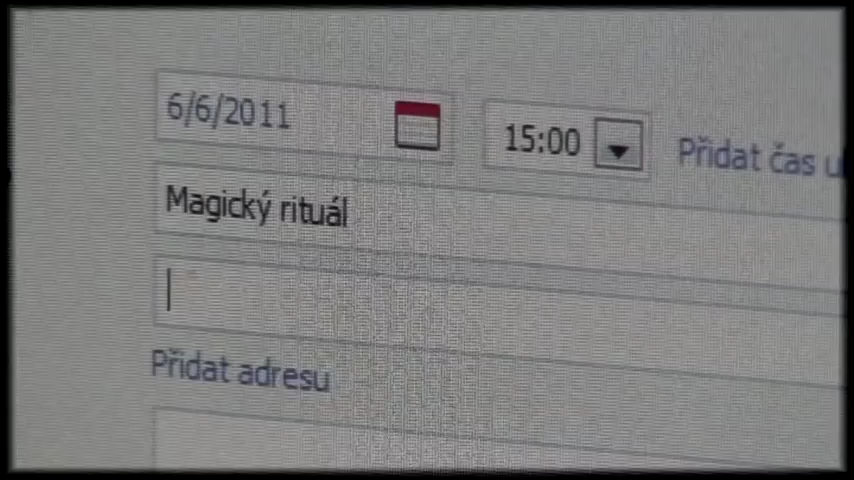 6/6/2011 15:00 Přidat čas
Magický rituál
Přidat adresu